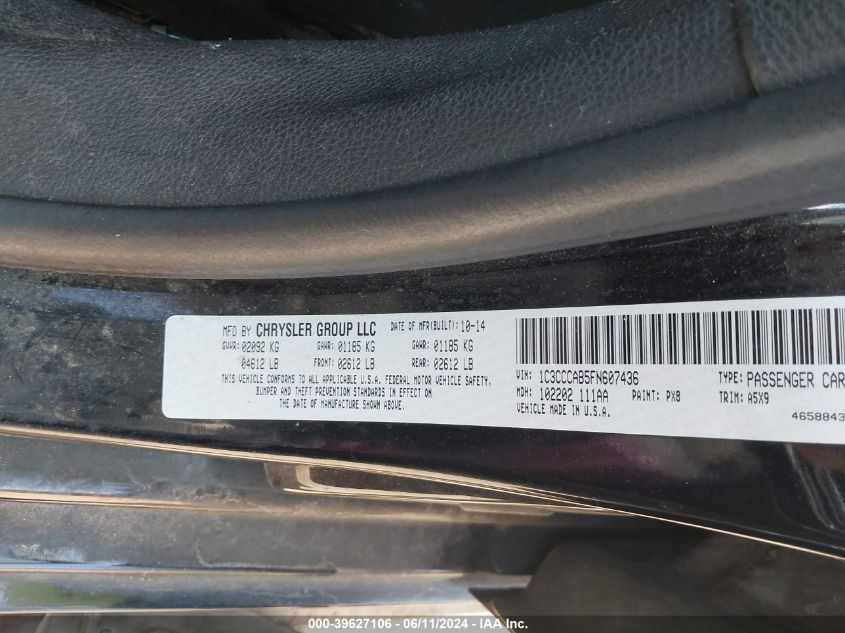 MFD BY CHRYSLER GROUP LLC DATE OF MFR(BUILT): 10-14
GVWR: 02092 KG GAWR: 01185 KG GAWR: 01185 KG
04612 LB FRONT: 02612 LB REAR: 02612 LB
THIS VEHICLE CONFORMS TO ALL APPLICABLE U.S.A. FEDERAL MOTOR VEHICLE SAFETY,
BUMPER AND THEFT PREVENTION STANDARDS IN EFFECT ON
THE DATE OF MANUFACTURE SHOWN ABOVE.
VIN: 1C3CCCAB5FN607436 TYPE: PASSENGER CAR
MDH: 102202 111AA PAINT: PX8 TRIM: A5X9
VEHICLE MADE IN U.S.A.
4658843
000-39627106 - 06/11/2024 - IAAI.com